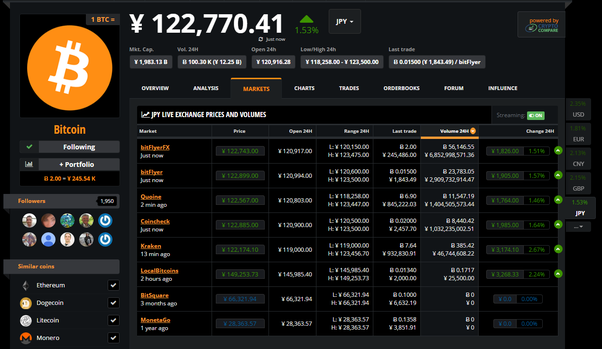 1 BTC =
¥ 122,770.41
1.53%
Just now
JPY
powered by
CRYPTO
COMPARE
Mkt. Cap.
Vol. 24H
Open 24h
Low/High 24H
Last trade
¥ 1,983.13 B
Ƀ 100.30 K (¥ 12.25 B)
¥ 120,916.28
¥ 118,258.00 - ¥ 123,500.00
Ƀ 0.01500 (¥ 1,843.49) / bitFlyer
OVERVIEW
ANALYSIS
MARKETS
CHARTS
TRADES
ORDERBOOKS
FORUM
INFLUENCE
Bitcoin
Following
+ Portfolio
Ƀ 2.00 = ¥ 245.54 K
Followers
1,950
Similar coins
Ethereum
Dogecoin
Litecoin
Monero
JPY LIVE EXCHANGE PRICES AND VOLUMES
Streaming:
ON
Market
Price
Open 24H
Range 24H
Last trade
Volume 24H
Change 24H
bitFlyerFX
Just now
¥ 122,743.00
¥ 120,917.00
L: ¥ 120,150.00
H: ¥ 123,475.00
Ƀ 2.00
¥ 245,486.00
Ƀ 56,146.55
¥ 6,852,998,571.36
¥ 1,826.00
1.51%
bitFlyer
Just now
¥ 122,899.00
¥ 120,994.00
L: ¥ 120,600.00
H: ¥ 123,500.00
Ƀ 0.01500
¥ 1,843.49
Ƀ 23,783.05
¥ 2,909,732,914.47
¥ 1,905.00
1.57%
Quoine
2 min ago
¥ 122,567.00
¥ 120,803.00
L: ¥ 118,258.00
H: ¥ 123,447.00
Ƀ 6.90
¥ 845,222.03
Ƀ 11,547.19
¥ 1,404,505,573.44
¥ 1,764.00
1.46%
Coincheck
Just now
¥ 122,885.00
¥ 120,900.00
L: ¥ 120,500.00
H: ¥ 123,500.00
Ƀ 0.02000
¥ 2,457.70
Ƀ 8,440.42
¥ 1,032,235,002.51
¥ 1,985.00
1.64%
Kraken
13 min ago
¥ 122,174.10
¥ 119,000.00
L: ¥ 119,000.00
H: ¥ 123,456.70
Ƀ 7.64
¥ 932,830.91
Ƀ 385.42
¥ 46,744,608.22
¥ 3,174.10
2.67%
LocalBitcoins
2 hours ago
¥ 149,253.73
¥ 145,985.40
L: ¥ 145,985.40
H: ¥ 149,253.73
Ƀ 0.01340
¥ 2,000.00
Ƀ 0.1717
¥ 25,500.00
¥ 3,268.33
2.24%
BitSquare
3 months ago
¥ 66,321.94
¥ 66,321.94
L: ¥ 66,321.94
H: ¥ 66,321.94
Ƀ 0.1000
¥ 6,632.19
Ƀ 0
¥ 0
¥ 0.0
0.00%
MonetaGo
1 year ago
¥ 28,363.57
¥ 28,363.57
L: ¥ 28,363.57
H: ¥ 28,363.57
Ƀ 0.1358
¥ 3,851.91
Ƀ 0
¥ 0
¥ 0.0
0.00%
USD
EUR
CNY
GBP
1.53%
JPY
...